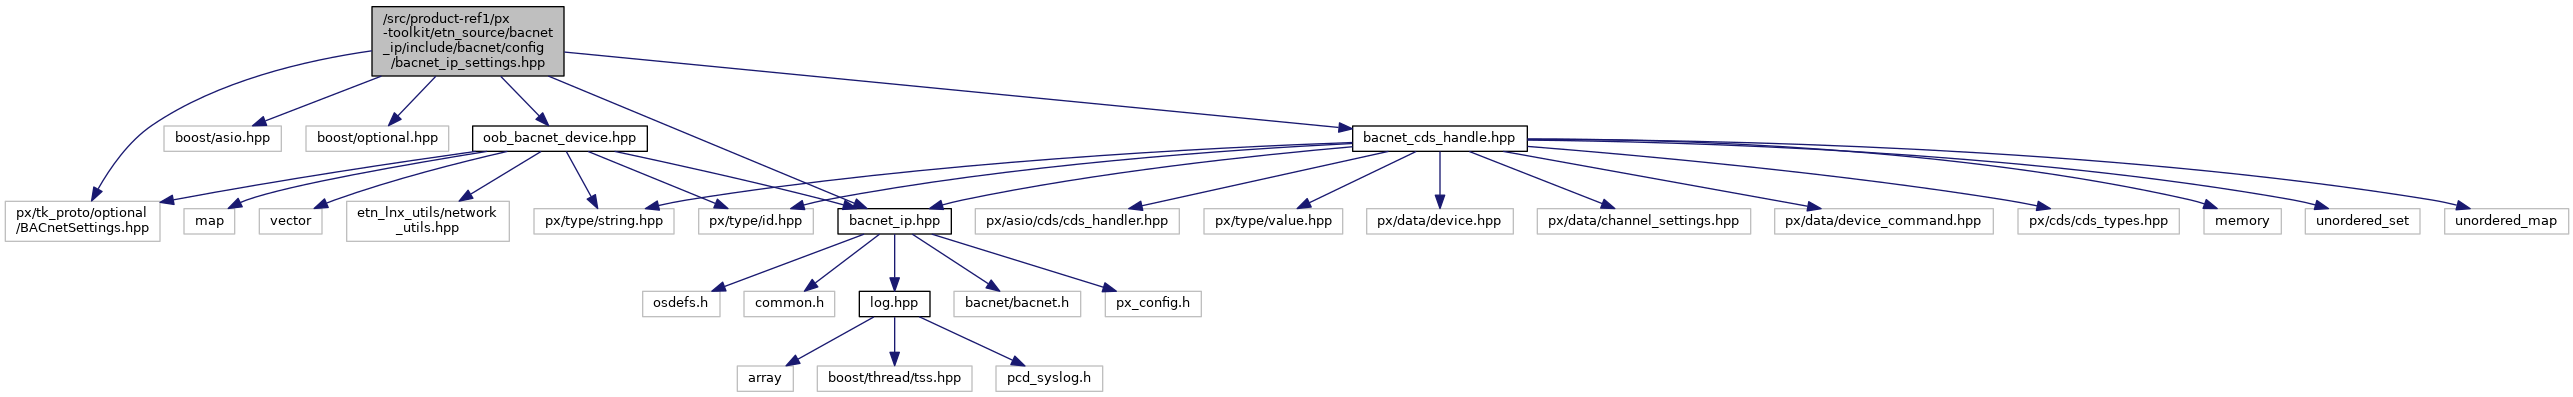 /src/product-ref1/px
-toolkit/etn_source/bacnet
_ip/include/bacnet/config
/bacnet_ip_settings.hpp
boost/asio.hpp
boost/optional.hpp
oob_bacnet_device.hpp
bacnet_cds_handle.hpp
px/tk_proto/optional
/BACnetSettings.hpp
map
vector
etn_lnx_utils/network
_utils.hpp
px/type/string.hpp
px/type/id.hpp
bacnet_ip.hpp
px/asio/cds/cds_handler.hpp
px/type/value.hpp
px/data/device.hpp
px/data/channel_settings.hpp
px/data/device_command.hpp
px/cds/cds_types.hpp
memory
unordered_set
unordered_map
osdefs.h
common.h
log.hpp
bacnet/bacnet.h
px_config.h
array
boost/thread/tss.hpp
pcd_syslog.h